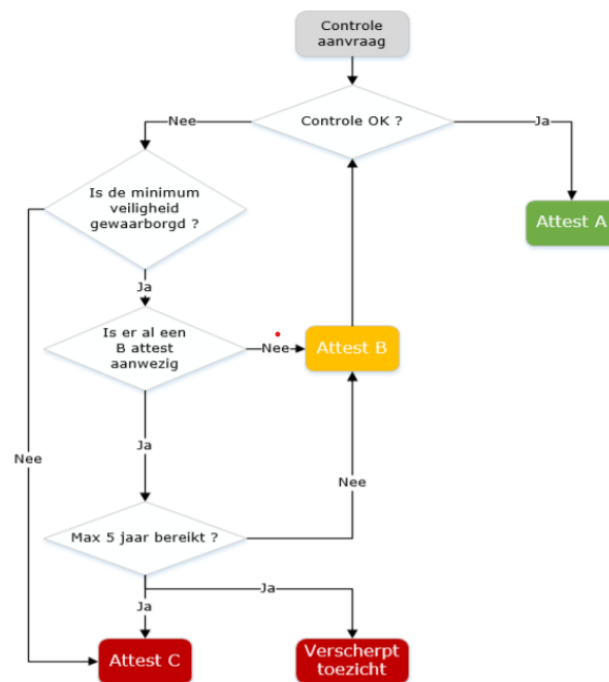 Controle
aanvraag
Controle OK ?
Nee
Ja
Attest A
Is de minimum
veiligheid
gewaarborgd ?
Ja
Is er al een
B attest
aanwezig
Nee
Attest B
Ja
Nee
Nee
Max 5 jaar bereikt ?
Ja
Ja
Attest C
Verscherpt
toezicht